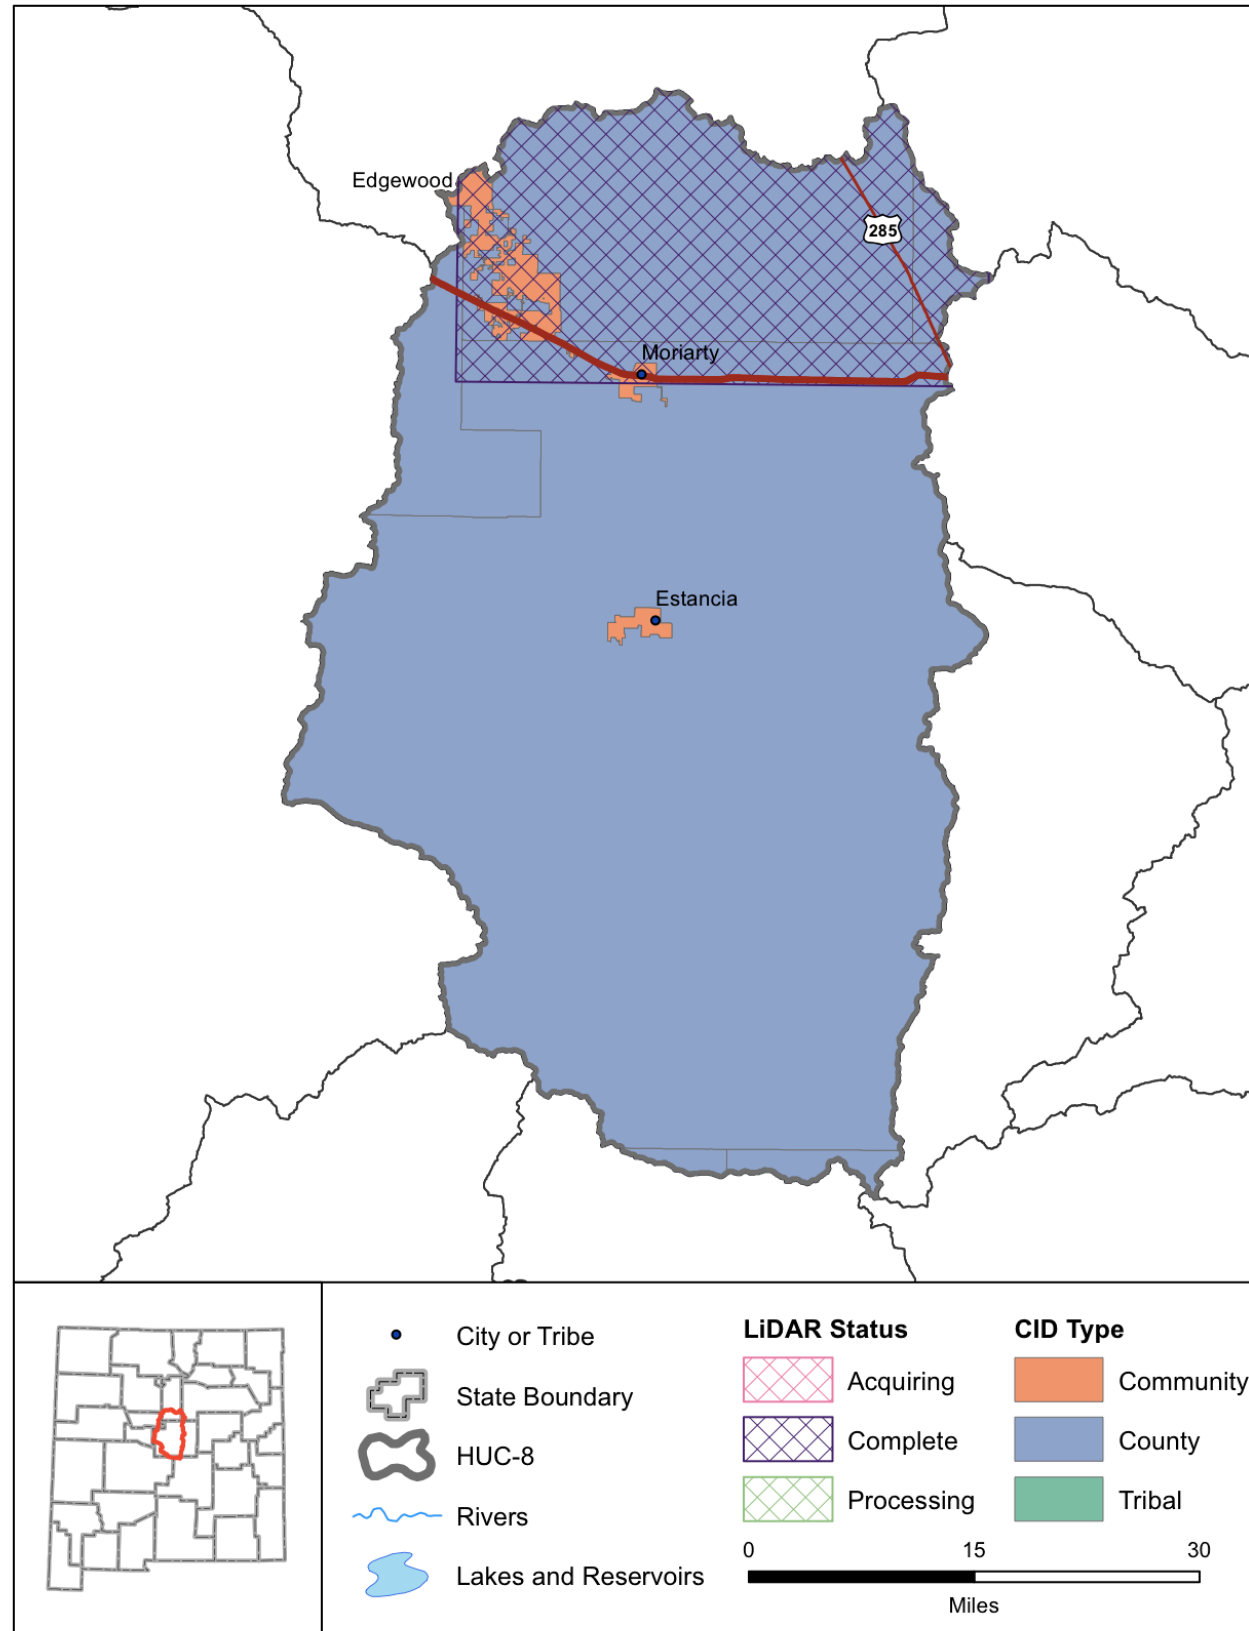 Edgewood
285
Moriarty
Estancia
City or Tribe
State Boundary
HUC-8
Rivers
Lakes and Reservoirs
LiDAR Status
Acquiring
Complete
Processing
CID Type
Community
County
Tribal
0 15 30
Miles